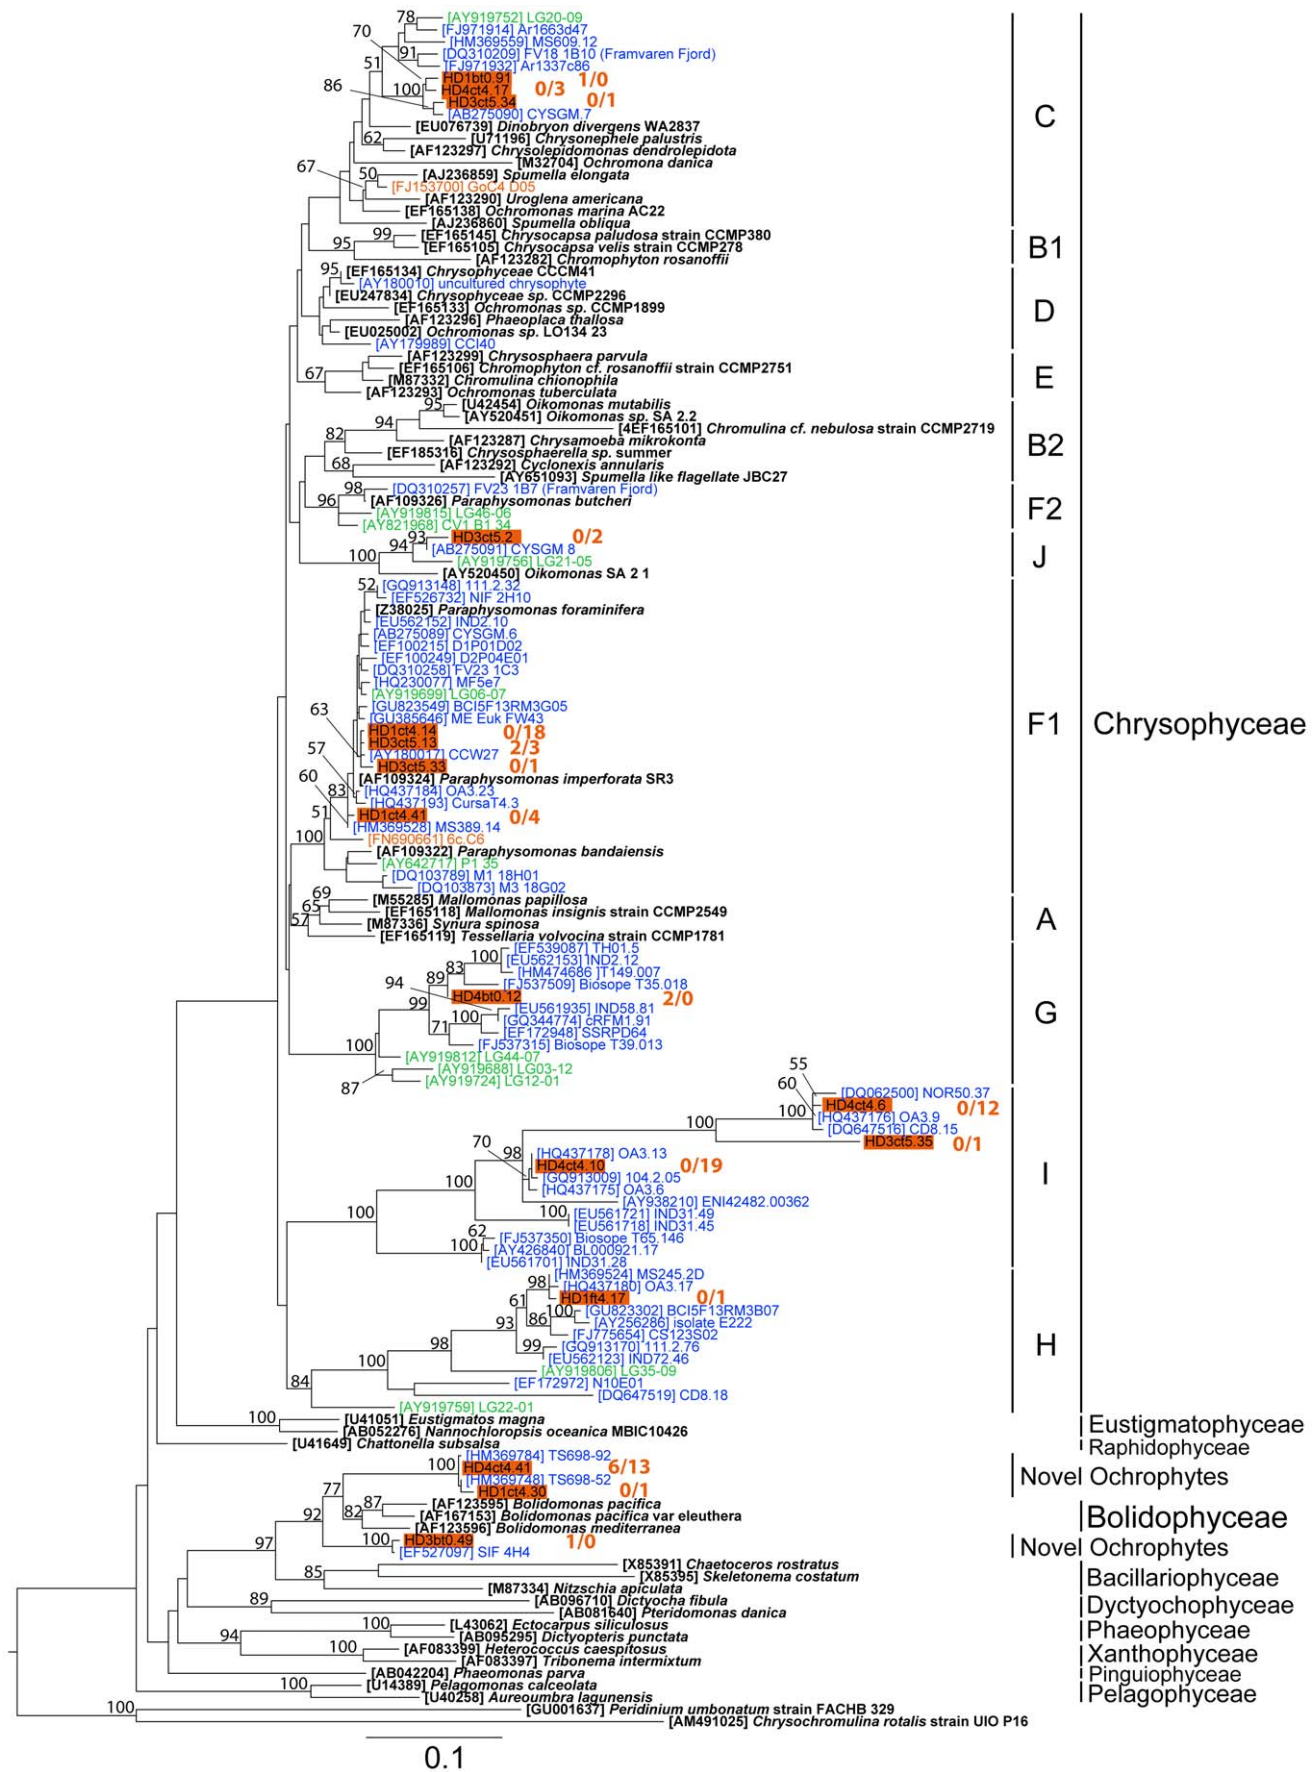 78 [AY919752] LG20-09
[FJ971914] Ar1663d47
70 [HM369559] MS609.12
91 [DQ310209] FV18 1B10 (Framvaren Fjord)
51 [FJ971932] Ar1337c86
HD1bt0.91 1/0
86 100 HD4ct4.17 0/3
HD3ct5.34 0/1
[AB275090] CYSGM.7
C
[EU076739] Dinobryon divergens WA2837
62 [U71196] Chrysonephele palustris
[AF123297] Chrysolepidomonas dendrolepidota
[M32704] Ochromona danica
67 50 [AJ236859] Spumella elongata
[FJ153700] GoC4 D05
[AF123290] Uroglena americana
[EF165138] Ochromonas marina AC22
[AJ236860] Spumella obliqua
99 [EF165145] Chrysocapsa paludosa strain CCMP380
95 [EF165105] Chrysocapsa velis strain CCMP278
B1
[AF123282] Chromophyton rosanoffii
95 [EF165134] Chrysophyceae CCCM41
[AY180010] uncultured chrysophyte
[EU247834] Chrysophyceae sp. CCMP2296
[EF165133] Ochromonas sp. CCMP1899
D
[AF123296] Phaeoplaca thallosa
[EU025002] Ochromonas sp. LO134 23
[AY179989] CCI40
[AF123299] Chrysosphaera parvula
[EF165106] Chromophyton cf. rosanoffii strain CCMP2751
67 [M87332] Chromulina chionophila
E
[AF123293] Ochromonas tuberculata
95 [U42454] Oikomonas mutabilis
94 [AY520451] Oikomonas sp. SA 2.2
[4EF165101] Chromulina cf. nebulosa strain CCMP2719
82 [AF123287] Chrysamoeba mikrokonta
B2
[EF185316] Chrysosphaerella sp. summer
68 [AF123292] Cyclonexis annularis
[AY651093] Spumella like flagellate JBC27
98 [DQ310257] FV23 1B7 (Framvaren Fjord)
96 [AF109326] Paraphysomonas butcheri
[AY919815] LG46-06
F2
[AY821968] CV1 B1 34
93 HD3ct5.2 0/2
94 [AB275091] CYSGM 8
100 [AY919756] LG21-05
J
[AY520450] Oikomonas SA 2 1
52 [GQ913148] 111.2.32
[EF526732] NIF 2H10
[Z38025] Paraphysomonas foraminifera
[EU562152] IND2.10
[AB275089] CYSGM.6
[EF100215] D1P01D02
[EF100249] D2P04E01
[DQ310258] FV23 1C3
[HQ230077] MF5e7
[AY919699] LG06-07
[GU823549] BCI5F13RM3G05
63 [GU385646] ME Euk FW43
F1 Chrysophyceae
HD1ct4.14 0/18
HD3ct5.13 2/3
57 [AY180017] CCW27
HD3ct5.33 0/1
60 [AF109324] Paraphysomonas imperforata SR3
83 [HQ437184] OA3.23
[HQ437193] CursaT4.3
51 HD1ct4.41 0/4
[HM369528] MS389.14
100 [FN690661] 6c.C6
[AF109322] Paraphysomonas bandaiensis
[AY642717] P1 35
[DQ103789] M1 18H01
[DQ103873] M3 18G02
69 [M55285] Mallomonas papillosa
65 [EF165118] Mallomonas insignis strain CCMP2549
57 [M87336] Synura spinosa
A
[EF165119] Tessellaria volvocina strain CCMP1781
[EF539087] TH01.5
100 [EU562153] IND2.12
83 [HM474686 ]T149.007
89 [FJ537509] Biosope T35.018
94 HD4bt0.12 2/0
99 [EU561935] IND58.81
G
100 [GQ344774] cRFM1.91
71 [EF172948] SSRPD64
[FJ537315] Biosope T39.013
100 [AY919812] LG44-07
[AY919688] LG03-12
87 [AY919724] LG12-01
55 [DQ062500] NOR50.37
60 HD4ct4.6 0/12
100 [HQ437176] OA3.9
100 [DQ647516] CD8.15
HD3ct5.35 0/1
70 98 [HQ437178] OA3.13
HD4ct4.10 0/19
I
[GQ913009] 104.2.05
100 [HQ437175] OA3.6
[AY938210] ENI42482.00362
100 100 [EU561721] IND31.49
[EU561718] IND31.45
62 [FJ537350] Biosope T65.146
100 [AY426840] BL000921.17
[EU561701] IND31.28
[HM369524] MS245.2D
98 [HQ437180] OA3.17
61 HD1ft4.17 0/1
100 [GU823302] BCI5F13RM3B07
93 86 [AY256286] isolate E222
[FJ775654] CS123S02
98 99 [GQ913170] 111.2.76
H
[EU562123] IND72.46
100 [AY919806] LG35-09
84 [EF172972] N10E01
[DQ647519] CD8.18
[AY919759] LG22-01
100 [U41051] Eustigmatos magna
Eustigmatophyceae
[AB052276] Nannochloropsis oceanica MBIC10426
[U41649] Chattonella subsalsa
Raphidophyceae
[HM369784] TS698-92
100 HD4ct4.41 6/13
[HM369748] TS698-52
Novel Ochrophytes
77 HD1ct4.30 0/1
87 [AF123595] Bolidomonas pacifica
92 82 [AF167153] Bolidomonas pacifica var eleuthera
Bolidophyceae
[AF123596] Bolidomonas mediterranea
97 100 HD3bt0.49 1/0
[EF527097] SIF 4H4
Novel Ochrophytes
[X85391] Chaetoceros rostratus
85 [X85395] Skeletonema costatum
Bacillariophyceae
[M87334] Nitzschia apiculata
89 [AB096710] Dictyocha fibula
Dyctyochophyceae
[AB081640] Pteridomonas danica
100 [L43062] Ectocarpus siliculosus
Phaeophyceae
94 [AB095295] Dictyopteris punctata
100 [AF083399] Heterococcus caespitosus
Xanthophyceae
[AF083397] Tribonema intermixtum
[AB042204] Phaeomonas parva
Pinguiophyceae
100 [U14389] Pelagomonas calceolata
Pelagophyceae
[U40258] Aureoumbra lagunensis
100 [GU001637] Peridinium umbonatum strain FACHB 329
[AM491025] Chrysochromulina rotalis strain UIO P16
0.1